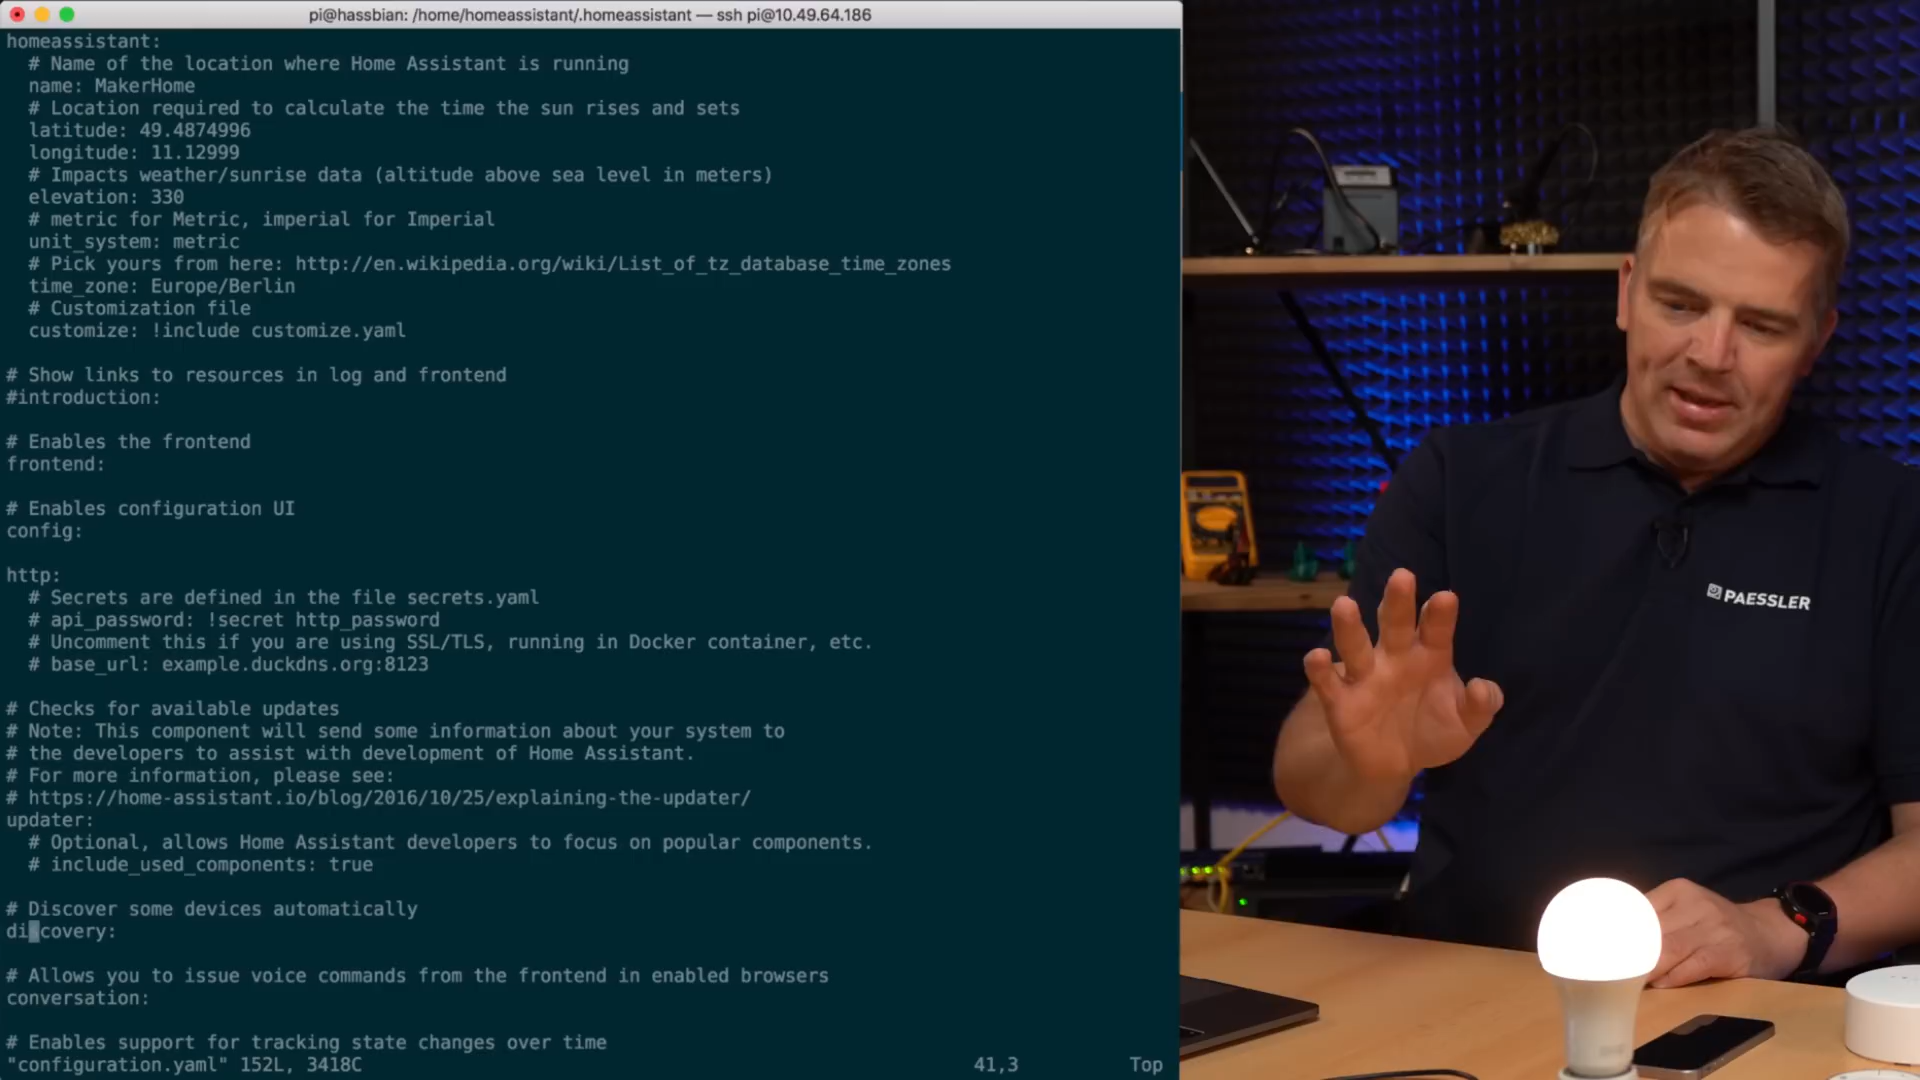 pi@hassbian: /home/homeassistant/.homeassistant — ssh pi@10.49.64.186
homeassistant:
# Name of the location where Home Assistant is running
name: MakerHome
# Location required to calculate the time the sun rises and sets
latitude: 49.4874996
longitude: 11.12999
# Impacts weather/sunrise data (altitude above sea level in meters)
elevation: 330
# metric for Metric, imperial for Imperial
unit_system: metric
# Pick yours from here: http://en.wikipedia.org/wiki/List_of_tz_database_time_zones
time_zone: Europe/Berlin
# Customization file
customize: !include customize.yaml
# Show links to resources in log and frontend
#introduction:
# Enables the frontend
frontend:
# Enables configuration UI
config:
http:
# Secrets are defined in the file secrets.yaml
# api_password: !secret http_password
# Uncomment this if you are using SSL/TLS, running in Docker container, etc.
# base_url: example.duckdns.org:8123
# Checks for available updates
# Note: This component will send some information about your system to
# the developers to assist with development of Home Assistant.
# For more information, please see:
# https://home-assistant.io/blog/2016/10/25/explaining-the-updater/
updater:
# Optional, allows Home Assistant developers to focus on popular components.
# include_used_components: true
# Discover some devices automatically
discovery:
# Allows you to issue voice commands from the frontend in enabled browsers
conversation:
# Enables support for tracking state changes over time
"configuration.yaml" 152L, 3418C 41,3 Top
PAESSLER